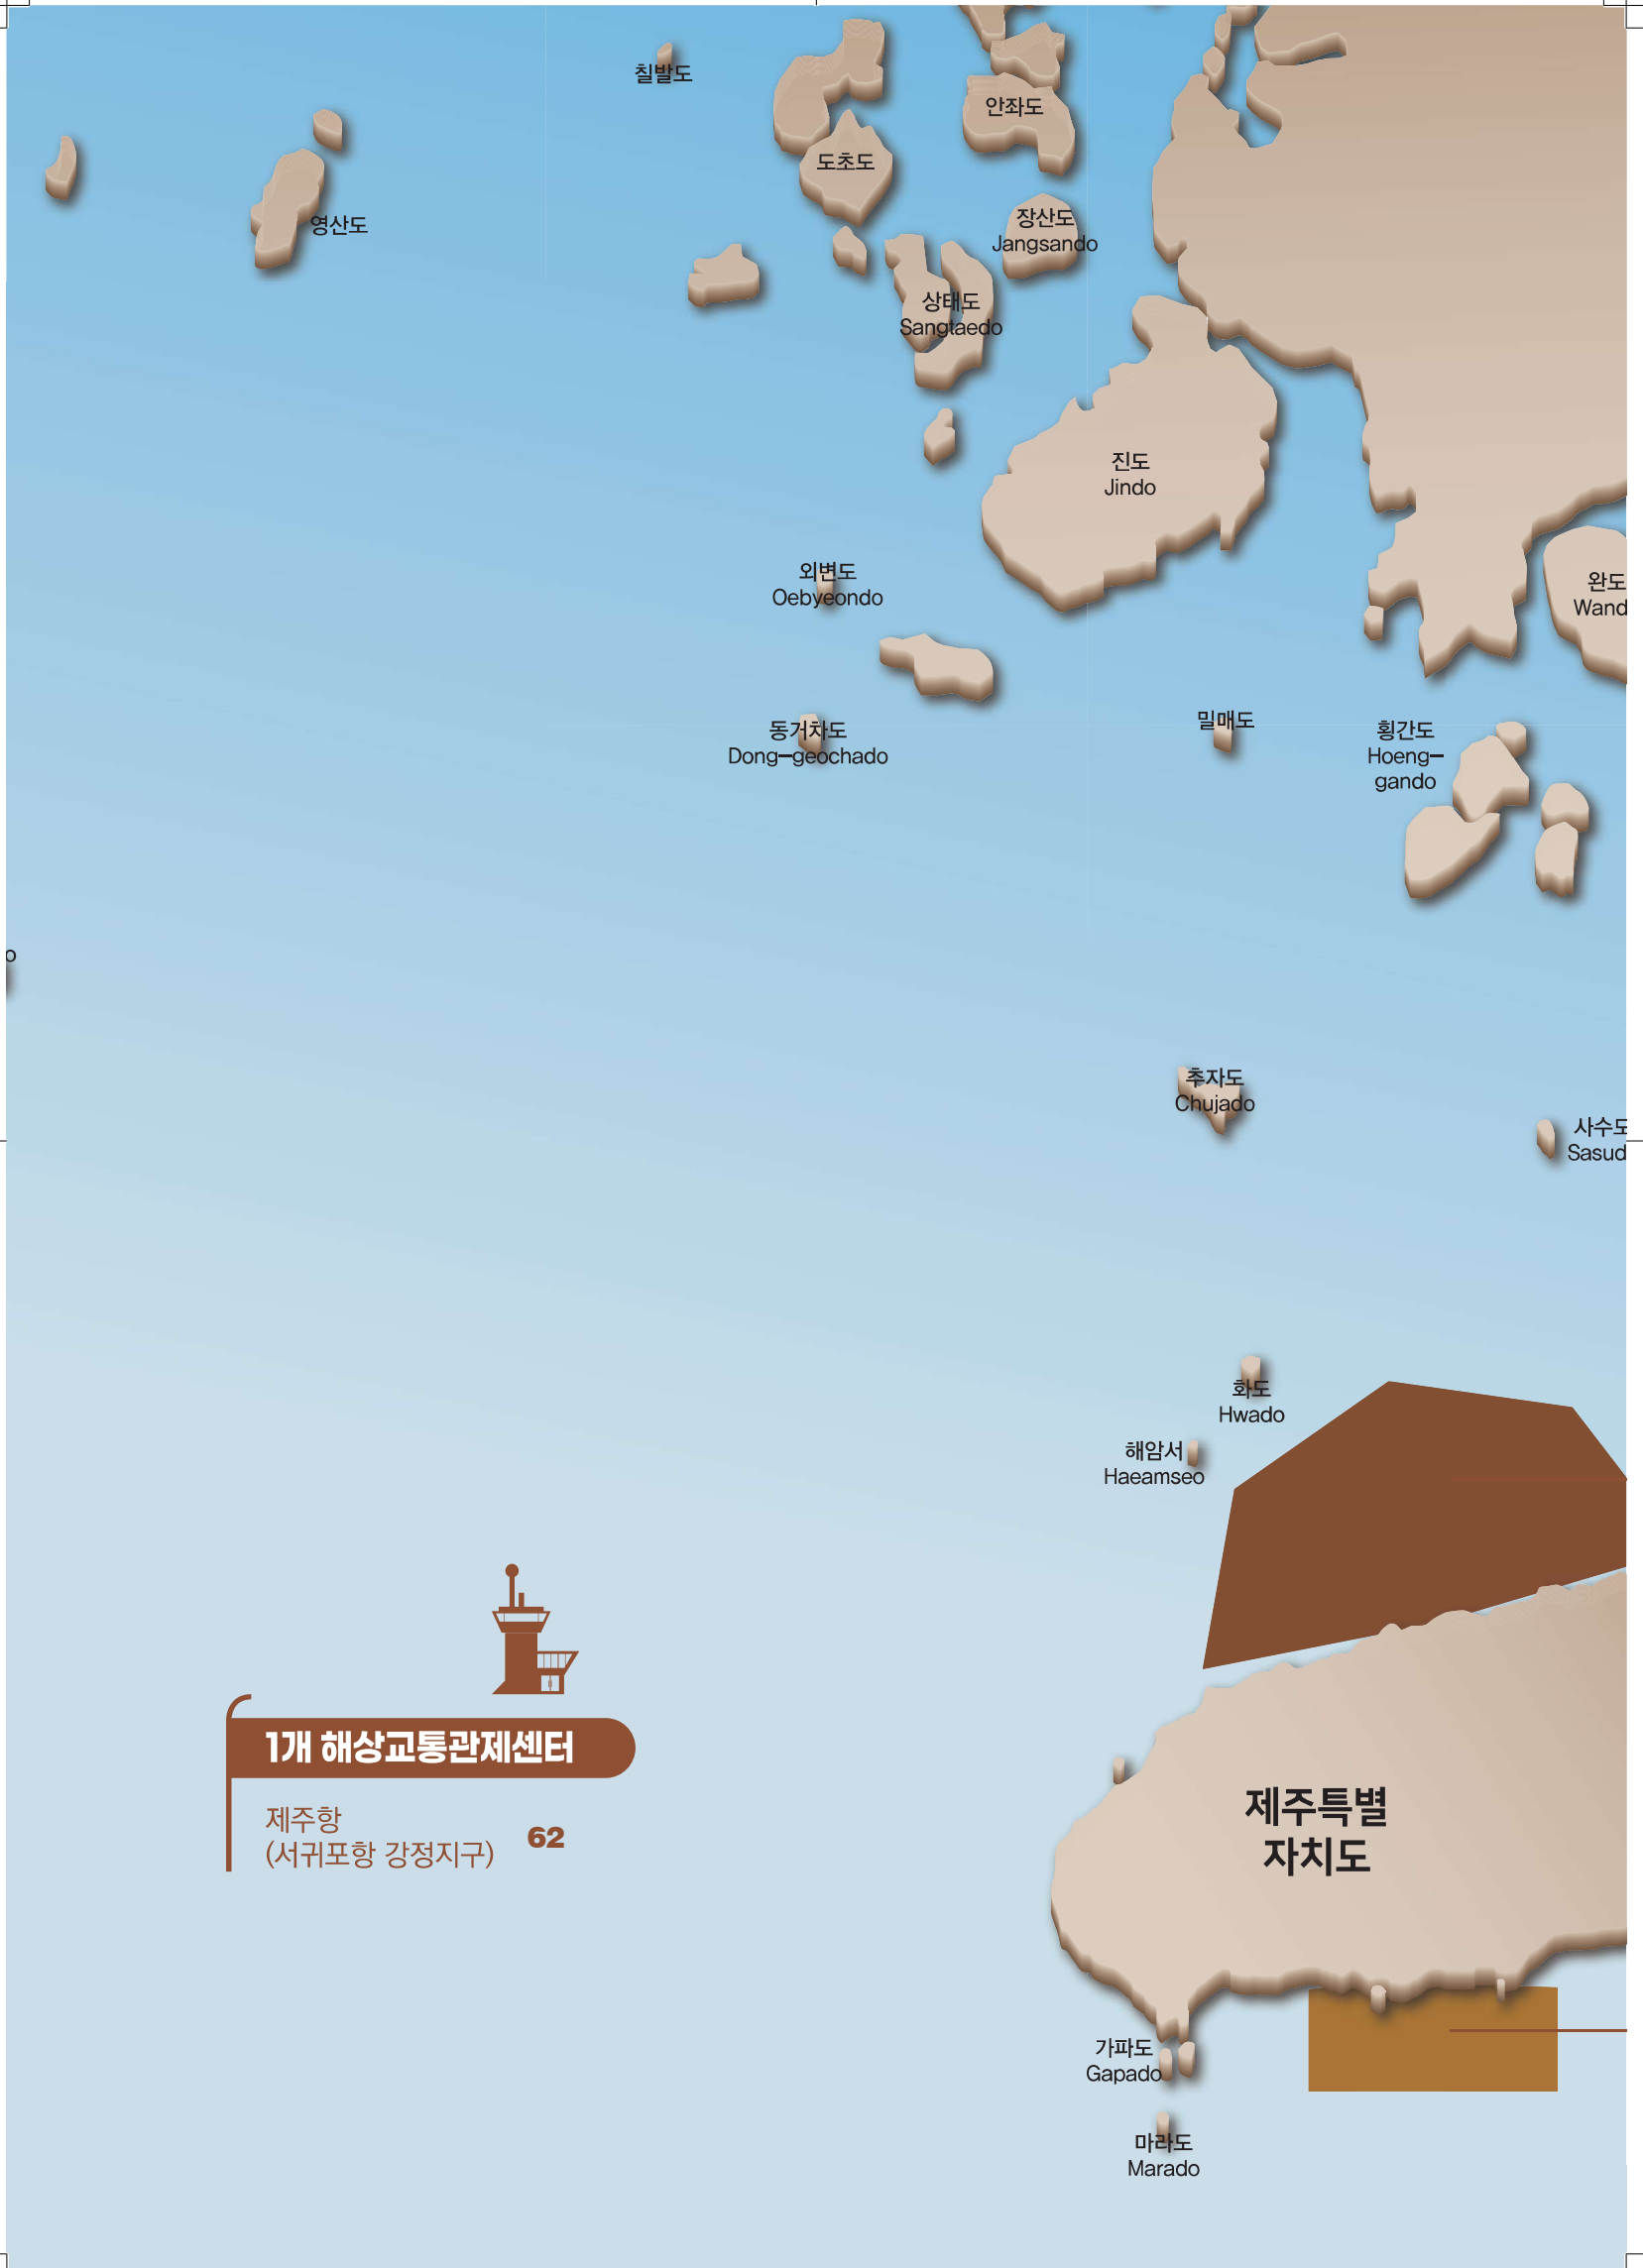 칠발도
안좌도
도초도
영산도
장산도
Jangsando
상태도
Sangtaedo
진도
Jindo
외변도
Oebyeondo
완도
Wand
동거차도
Dong-geochado
밀매도
횡간도
Hoeng-
gando
o
추자도
Chujado
사수도
Sasud
화도
Hwado
해암서
Haeamseo
1개 해상교통관제센터
제주항
(서귀포항 강정지구) 62
제주특별
자치도
가파도
Gapado
마라도
Marado